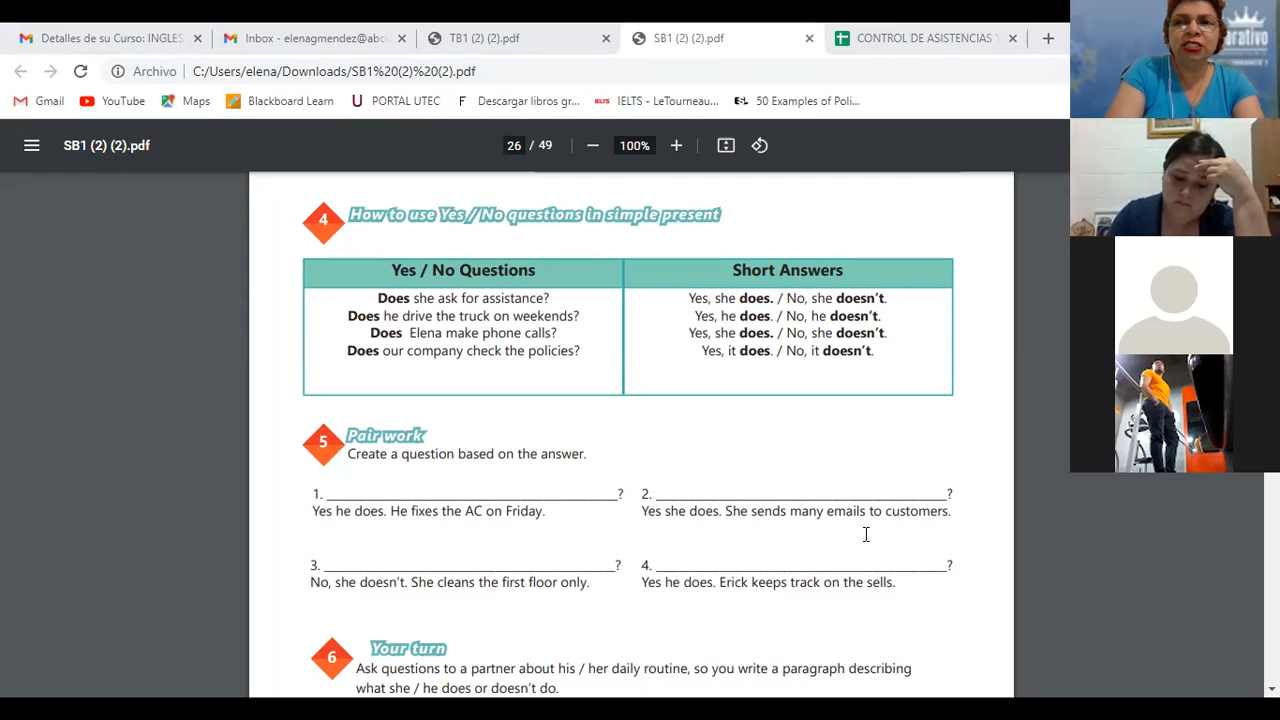 Detalles de su Curso: INGLES
Inbox - elenagmendez@abc
TB1 (2) (2).pdf
SB1 (2) (2).pdf
CONTROL DE ASISTENCIAS
Archivo
C:/Users/elena/Downloads/SB1%20(2)%20(2).pdf
Gmail
YouTube
Maps
Blackboard Learn
PORTAL UTEC
Descargar libros gr...
IELTS - LeTourneau...
50 Examples of Poli...
SB1 (2) (2).pdf
26 / 49
100%
4 How to use Yes / No questions in simple present
Yes / No Questions
Short Answers
Does she ask for assistance?
Yes, she does. / No, she doesn't.
Does he drive the truck on weekends?
Yes, he does. / No, he doesn't.
Does Elena make phone calls?
Yes, she does. / No, she doesn't.
Does our company check the policies?
Yes, it does. / No, it doesn't.
5 Pair work
Create a question based on the answer.
1. ______________________________?
Yes he does. He fixes the AC on Friday.
2. ______________________________?
Yes she does. She sends many emails to customers.
3. ______________________________?
No, she doesn't. She cleans the first floor only.
4. ______________________________?
Yes he does. Erick keeps track on the sells.
6 Your turn
Ask questions to a partner about his / her daily routine, so you write a paragraph describing
what she / he does or doesn't do.